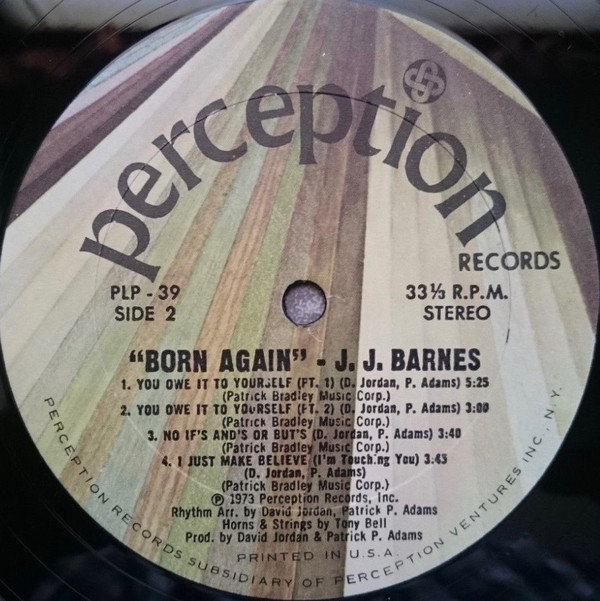 perception
RECORDS
PLP - 39
SIDE 2
33⅓ R.P.M.
STEREO
"BORN AGAIN" - J. J. BARNES
1. YOU OWE IT TO YOURSELF (PT. 1) (D. Jordan, P. Adams) 5:25
(Patrick Bradley Music Corp.)
2. YOU OWE IT TO YOURSELF (PT. 2) (D. Jordan, P. Adams) 3:00
(Patrick Bradley Music Corp.)
3. NO IF'S AND'S OR BUT'S (D. Jordan, P. Adams) 3:40
(Patrick Bradley Music Corp.)
4. I JUST MAKE BELIEVE (I'm Touching You) 3:43
(D. Jordan, P. Adams)
(Patrick Bradley Music Corp.)
℗ 1973 Perception Records, Inc.
Rhythm Arr. by David Jordan, Patrick P. Adams
Horns & Strings by Tony Bell
Prod. by David Jordan & Patrick P. Adams
PRINTED IN U.S.A.
PERCEPTION RECORDS SUBSIDIARY OF PERCEPTION VENTURES, INC., N.Y.